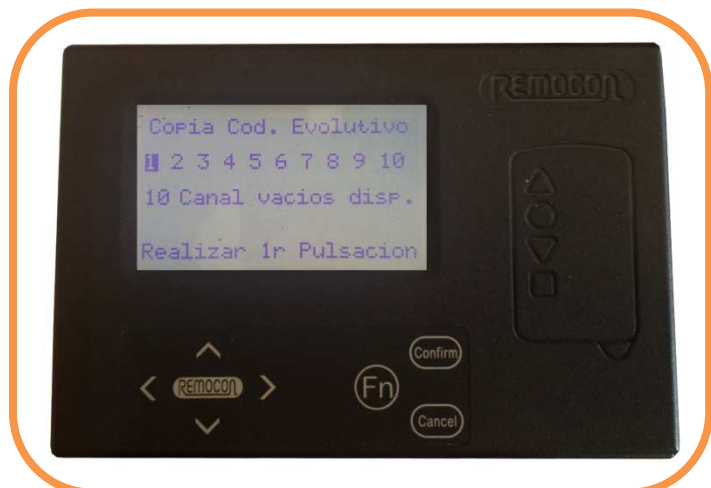 REMOCON
Copia Cod. Evolutivo
1 2 3 4 5 6 7 8 9 10
10 Canal vacios disp.
Realizar 1r Pulsacion
Confirm
REMOCON
Fn
Cancel